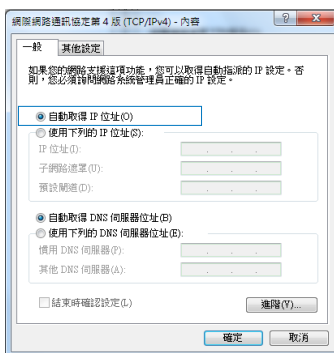 網際網路通訊協定第 4 版 (TCP/IPv4) - 內容
一般
其他設定
如果您的網路支援這項功能，您可以取得自動指派的 IP 設定。否
則，您必須詢問網路系統管理員正確的 IP 設定。
自動取得 IP 位址(O)
使用下列的 IP 位址(S):
IP 位址(I):
子網路遮罩(U):
預設閘道(D):
自動取得 DNS 伺服器位址(B)
使用下列的 DNS 伺服器位址(E):
慣用 DNS 伺服器(P):
其他 DNS 伺服器(A):
結束時確認設定(L)
進階(V)...
確定
取消